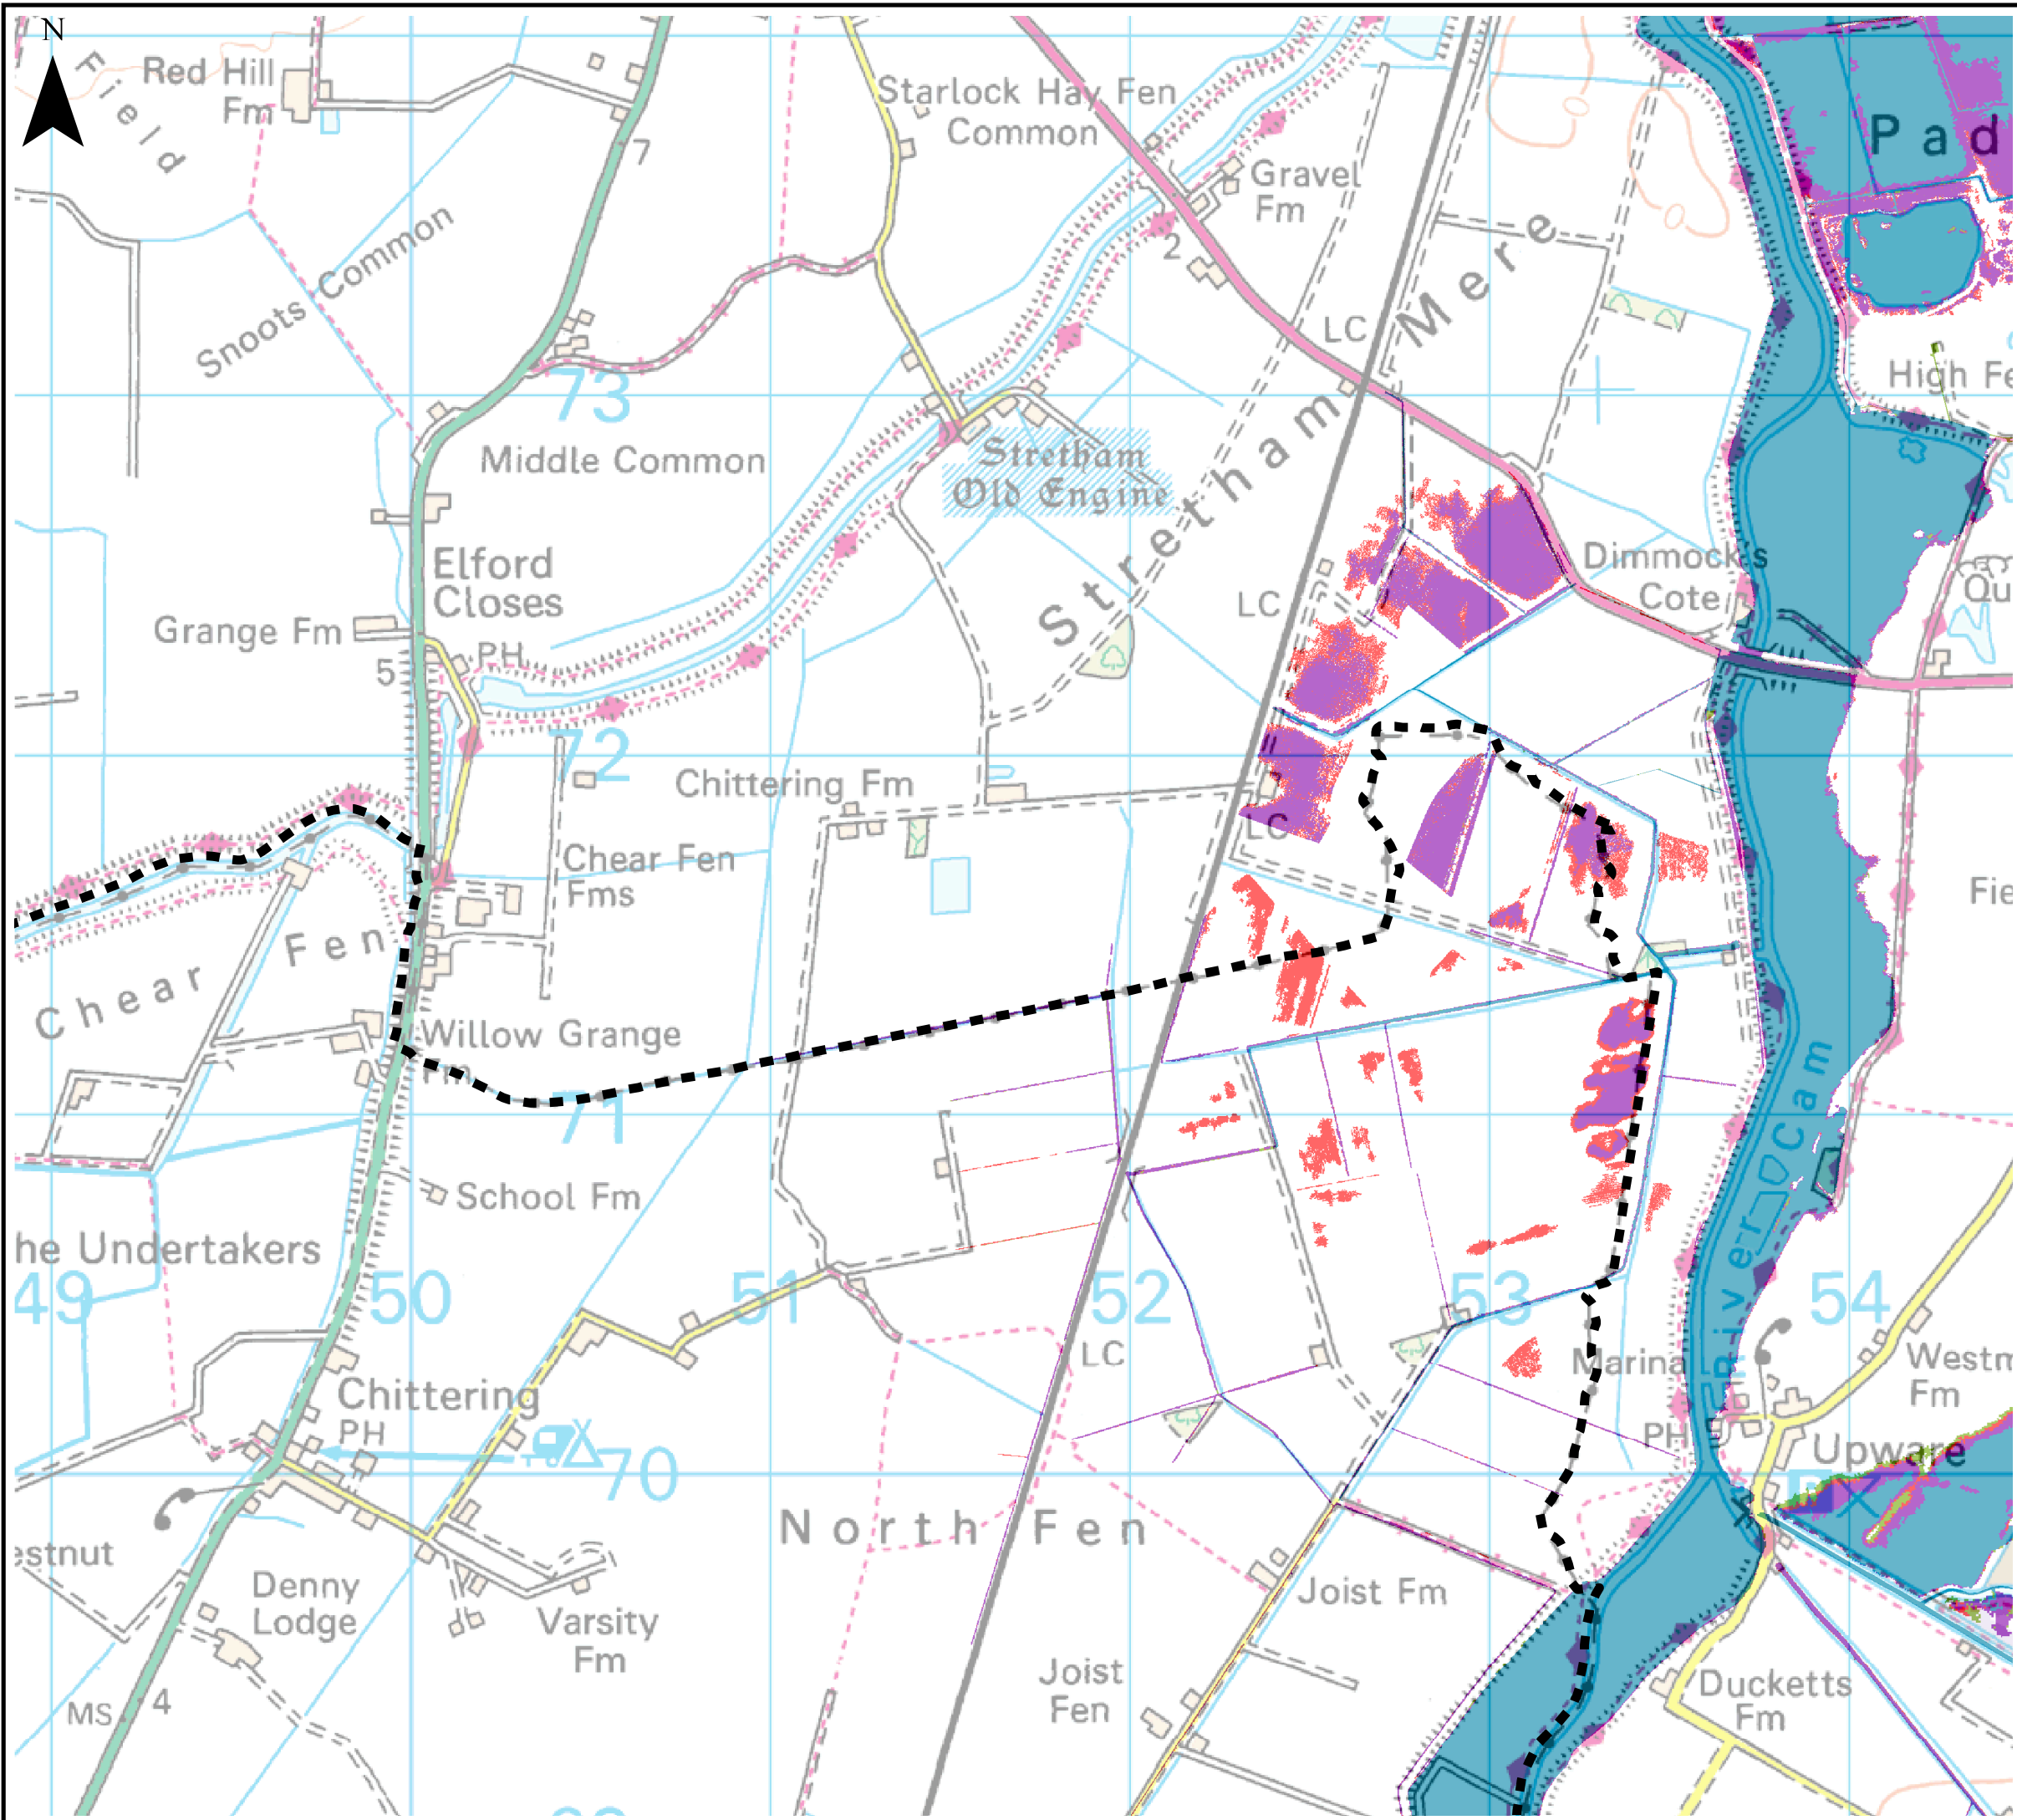 N
Field
Red Hill
Fm
7
Starlock Hay Fen
Common
Gravel
Fm
2
Pad
Snoots Common
LC
Stretham Mere
High Fe
73
Middle Common
Stretham
Old Engine
Elford
Closes
Dimmock's
Cote
Qu
Grange Fm
LC
PH
5
72
Chittering Fm
LC
Chear Fen
Fms
Fie
Chear Fen
Willow Grange
Fm
71
River Cam
School Fm
he Undertakers
49
50
51
52
53
54
LC
Marina
Westm
Fm
Chittering
PH
PH
Upware
70
North Fen
estnut
Denny
Lodge
Joist Fm
Varsity
Fm
Joist
Fen
Ducketts
Fm
MS
4